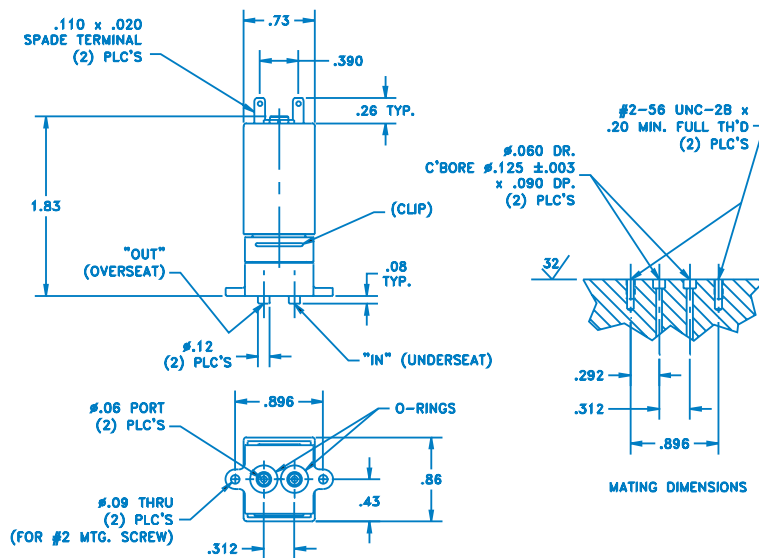 .110 x .020
SPADE TERMINAL
(2) PLC'S
.73
.390
.26 TYP.
1.83
(CLIP)
"OUT"
(OVERSEAT)
.08
TYP.
ø.12
(2) PLC'S
"IN" (UNDERSEAT)
#2-56 UNC-28 x
.20 MIN. FULL TH'D
(2) PLC'S
ø.060 DR.
C'BORE ø.125 ±.003
x .090 DP.
(2) PLC'S
32
.292
.312
.896
MATING DIMENSIONS
ø.06 PORT
(2) PLC'S
.896
O-RINGS
.86
.43
ø.09 THRU
(2) PLC'S
(FOR #2 MTG. SCREW)
.312